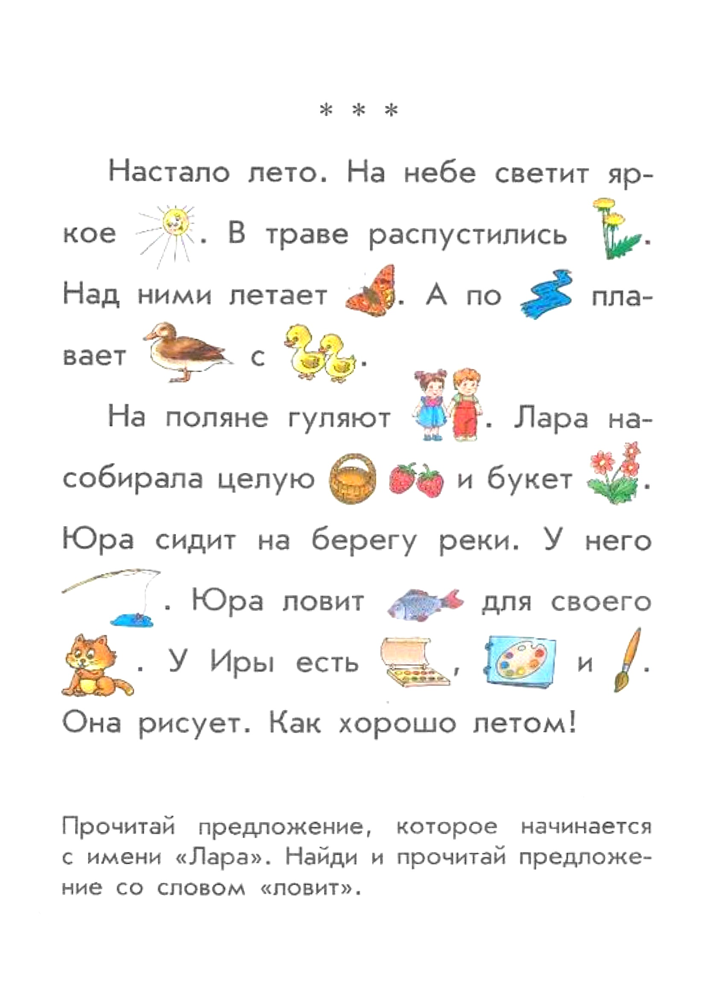 * * *
Настало лето. На небе светит яр-
кое . В траве распустились .
Над ними летает . А по пла-
вает с .
На поляне гуляют . Лара на-
собирала целую и букет .
Юра сидит на берегу реки. У него
. Юра ловит для своего
. У Иры есть , и .
Она рисует. Как хорошо летом!
Прочитай предложение, которое начинается
с имени «Лара». Найди и прочитай предложе-
ние со словом «ловит».